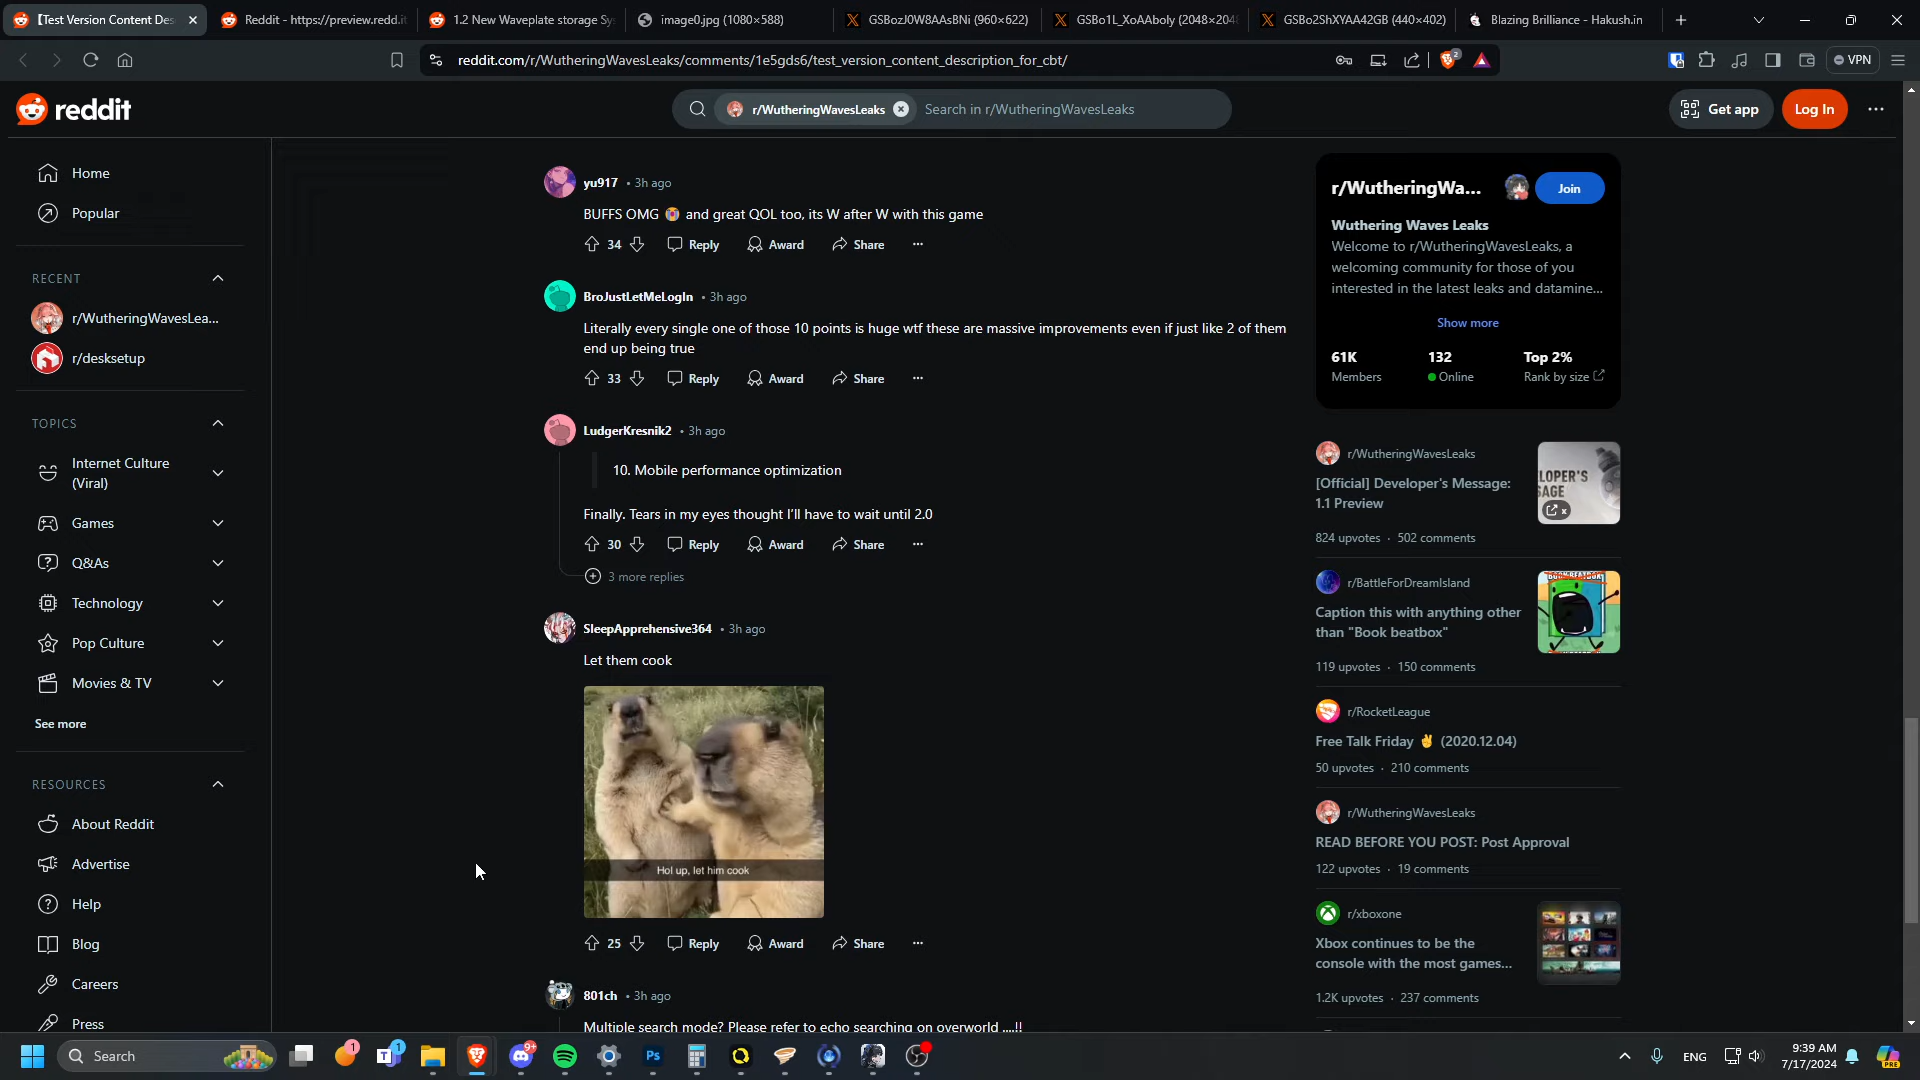 [Test Version Content Des
Reddit - https://preview.redd.it
1.2 New Waveplate storage Sy
image0.jpg (1080×588)
GSBozJ0W8AAsBNi (960×622)
GSBo1L_XoAAboly (2048×204
GSBo2ShXYAA42GB (440×402)
Blazing Brilliance - Hakush.in
reddit.com/r/WutheringWavesLeaks/comments/1e5gds6/test_version_content_description_for_cbt/
2
VPN
reddit
r/WutheringWavesLeaks
Search in r/WutheringWavesLeaks
Get app
Log In
Home
Popular
RECENT
r/WutheringWavesLea...
r/desksetup
TOPICS
Internet Culture
(Viral)
Games
Q&As
Technology
Pop Culture
Movies & TV
See more
RESOURCES
About Reddit
Advertise
Help
Blog
Careers
Press
yu917 • 3h ago
BUFFS OMG 😭 and great QOL too, its W after W with this game
34 Reply Award Share
BroJustLetMeLogIn • 3h ago
Literally every single one of those 10 points is huge wtf these are massive improvements even if just like 2 of them
end up being true
33 Reply Award Share
LudgerKresnik2 • 3h ago
10. Mobile performance optimization
Finally. Tears in my eyes thought I'll have to wait until 2.0
30 Reply Award Share
3 more replies
SleepApprehensive364 • 3h ago
Let them cook
Hol up, let him cook
25 Reply Award Share
801ch • 3h ago
Multiple search mode? Please refer to echo searching on overworld ....!!
r/WutheringWa...
Join
Wuthering Waves Leaks
Welcome to r/WutheringWavesLeaks, a
welcoming community for those of you
interested in the latest leaks and datamine...
Show more
61K 132 Top 2%
Members Online Rank by size
r/WutheringWavesLeaks
[Official] Developer's Message:
1.1 Preview
LOPER'S
SAGE
x
824 upvotes · 502 comments
r/BattleForDreamIsland
Caption this with anything other
than "Book beatbox"
BOOK BEATBOX
119 upvotes · 150 comments
r/RocketLeague
Free Talk Friday ✌ (2020.12.04)
50 upvotes · 210 comments
r/WutheringWavesLeaks
READ BEFORE YOU POST: Post Approval
122 upvotes · 19 comments
r/xboxone
Xbox continues to be the
console with the most games...
1.2K upvotes · 237 comments
Search
1
1
9+
Ps
ENG
9:39 AM
7/17/2024
PRE